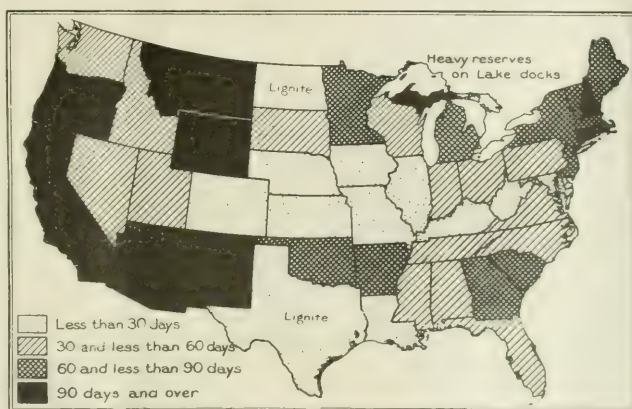 Heavy reserves
on Lake docks
Lignite
Lignite
Less than 30 days
30 and less than 60 days
60 and less than 90 days
90 days and over